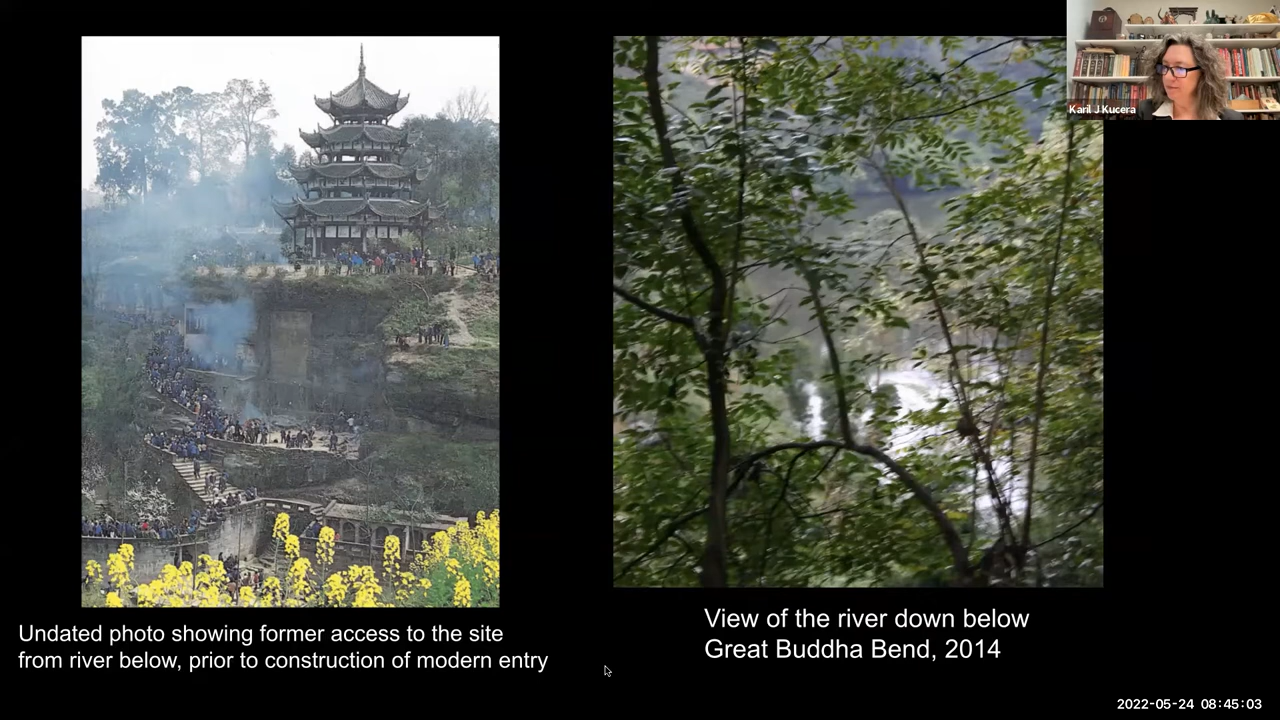 Karil J Kucera
Undated photo showing former access to the site
from river below, prior to construction of modern entry
View of the river down below
Great Buddha Bend, 2014
2022-05-24 08:45:03